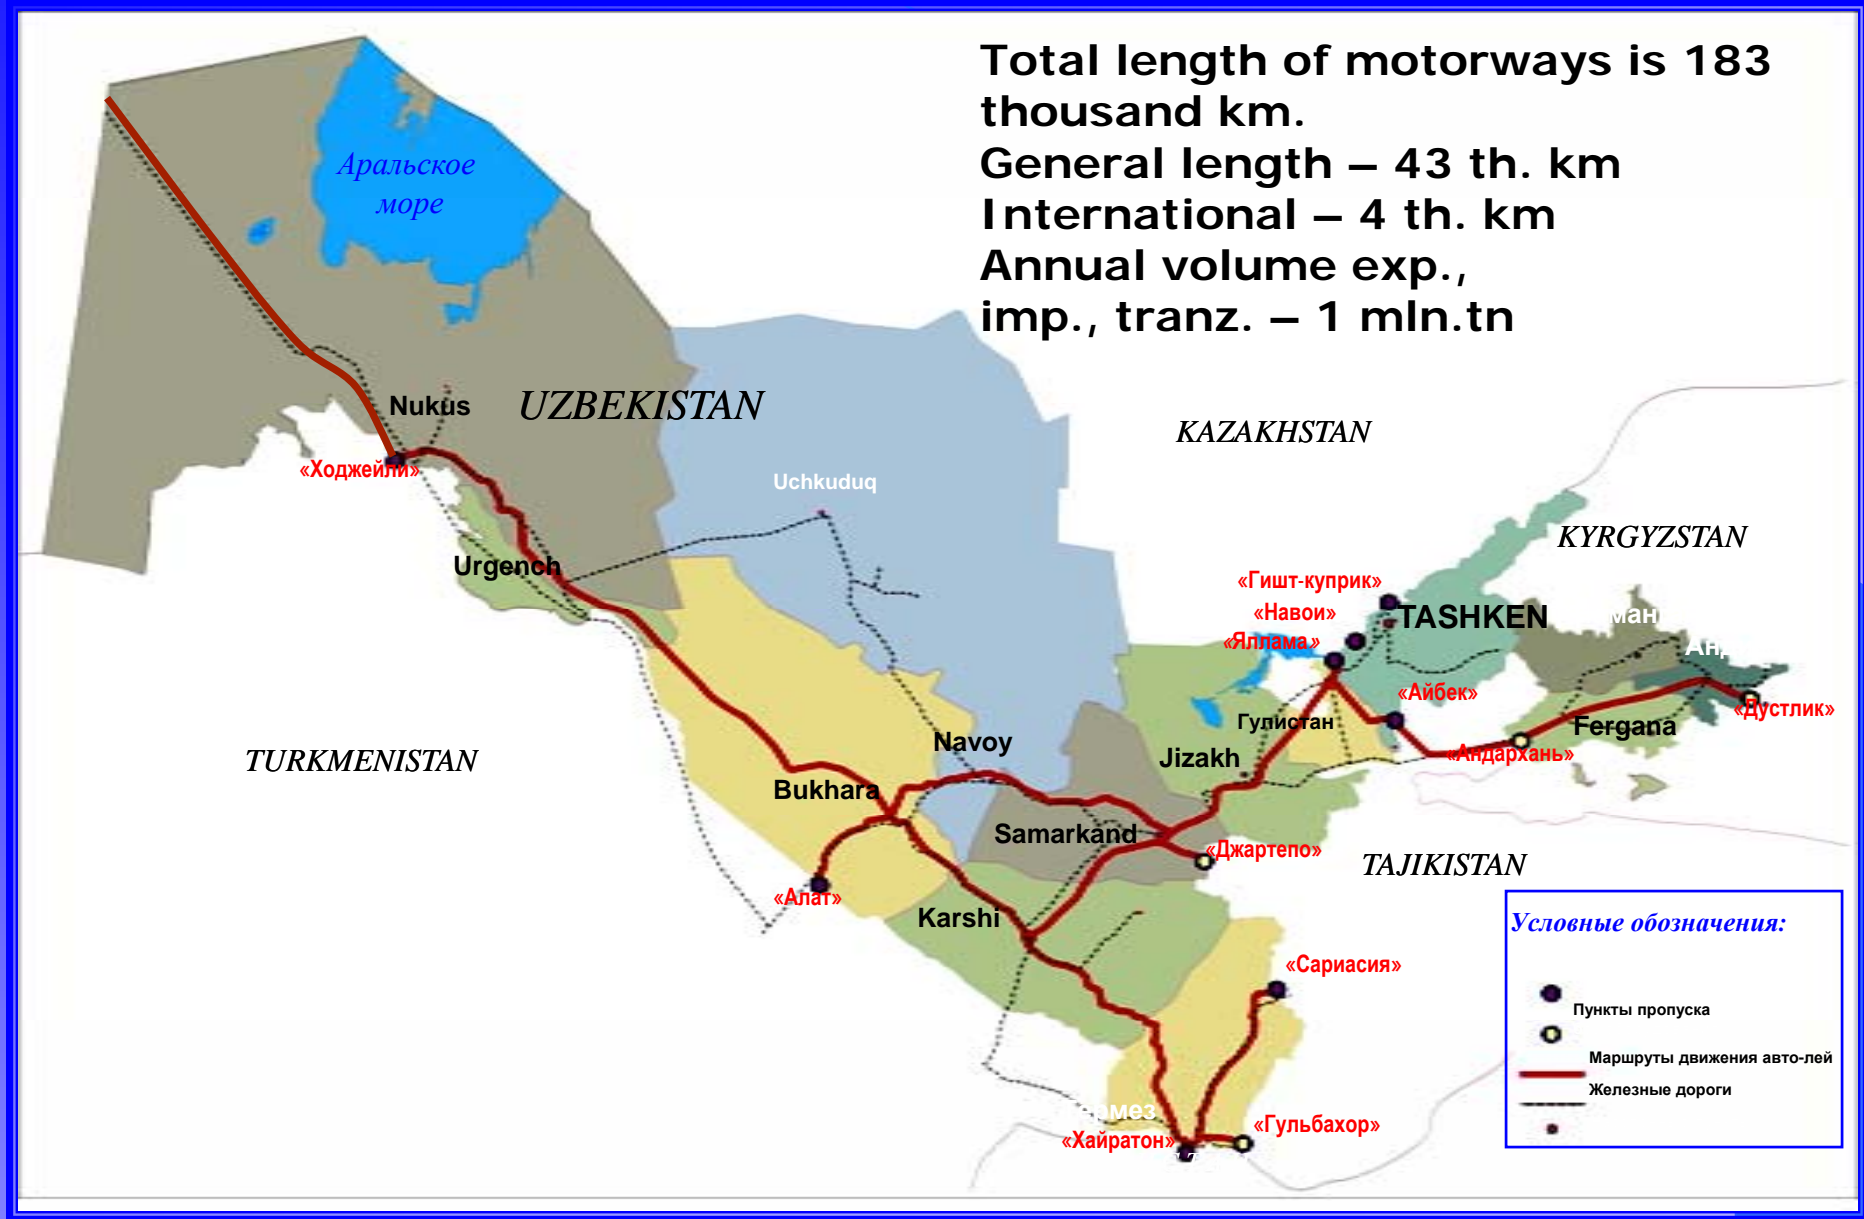 Total length of motorways is 183
thousand km.
General length – 43 th. km
International – 4 th. km
Annual volume exp.,
imp., tranz. – 1 mln.tn
Аральское
море
Nukus
UZBEKISTAN
KAZAKHSTAN
«Ходжейли»
Uchkuduq
KYRGYZSTAN
Urgench
«Гишт-куприк»
«Навои»
TASHKEN
«Яллама»
«Айбек»
«Дустлик»
Гулистан
Fergana
TURKMENISTAN
Navoy
Jizakh
«Андархань»
Bukhara
Samarkand
«Джартепо»
TAJIKISTAN
«Алат»
Karshi
Условные обозначения:
«Сариасия»
Пункты пропуска
Маршруты движения авто-лей
Железные дороги
«Гульбахор»
«Хайратон»